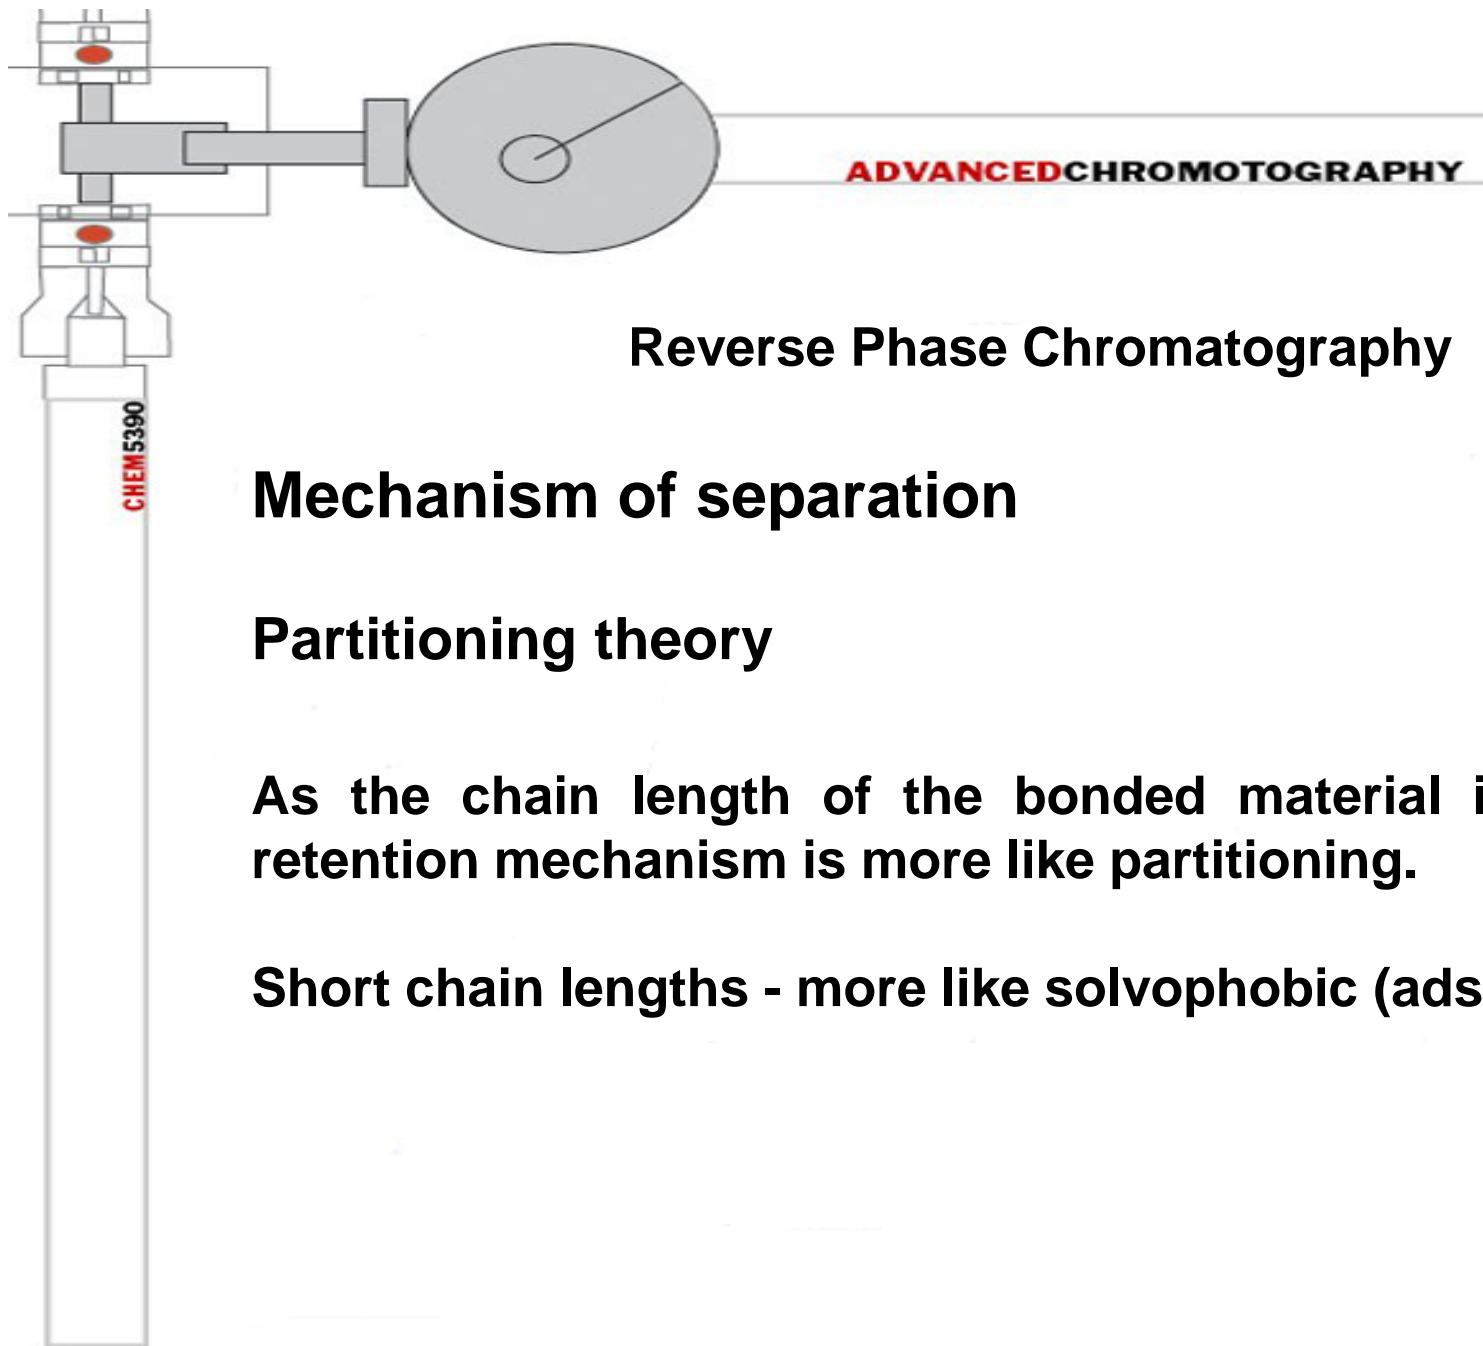 ADVANCEDCHROMOTOGRAPHY
Reverse Phase Chromatography
CHEM5390
Mechanism of separation
Partitioning theory
As the chain length of the bonded material
retention mechanism is more like partitioning.
Short chain lengths - more like solvophobic